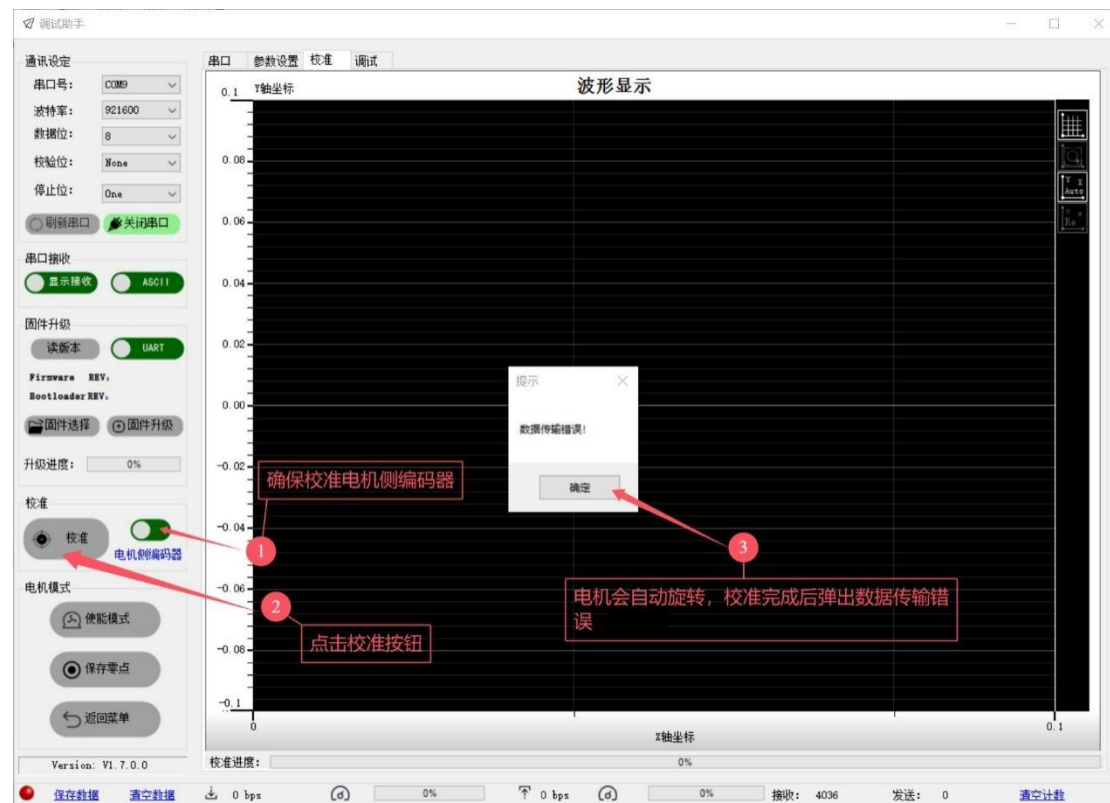 调试助手
通讯设定
串口号： COM9
波特率： 921600
数据位： 8
校验位： None
停止位： One
刷新串口 关闭串口
串口接收
显示接收 ASCII
固件升级
读版本 UART
Firmware REV:
Bootloader REV:
固件选择 固件升级
升级进度： 0%
校准
校准
电机侧编码器
电机模式
使能模式
保存零点
返回菜单
Version: V1.7.0.0
串口 参数设置 校准 调试
波形显示
Y轴坐标
0.1
0.08
0.06
0.04
0.02
0.00
-0.02
-0.04
-0.06
-0.08
-0.1
0 0.1
X轴坐标
Y X
Auto
Y X
Re
提示
数据传输错误!
确定
确保校准电机侧编码器
1
2
点击校准按钮
3
电机会自动旋转，校准完成后弹出数据传输错
误
校准进度： 0%
保存数据 清空数据 0 bps 0% 0 bps 0% 接收： 4036 发送： 0 清空计数